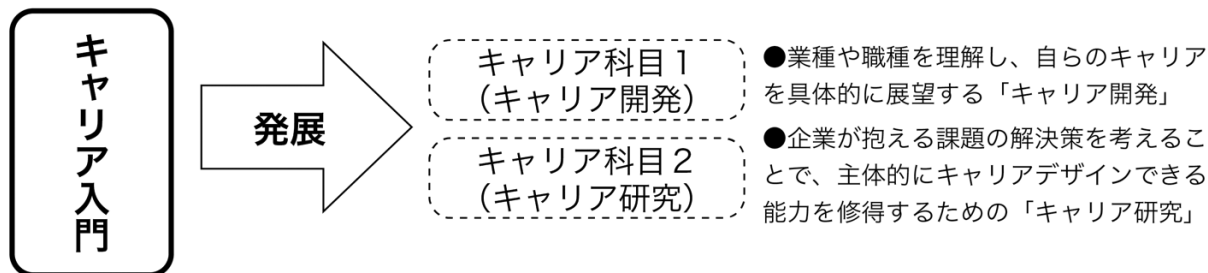 キャリア入門
発展
キャリア科目1
（キャリア開発）
キャリア科目2
（キャリア研究）
●業種や職種を理解し、自らのキャリア
を具体的に展望する「キャリア開発」
●企業が抱える課題の解決策を考えるこ
とで、主体的にキャリアデザインできる
能力を修得するための「キャリア研究」